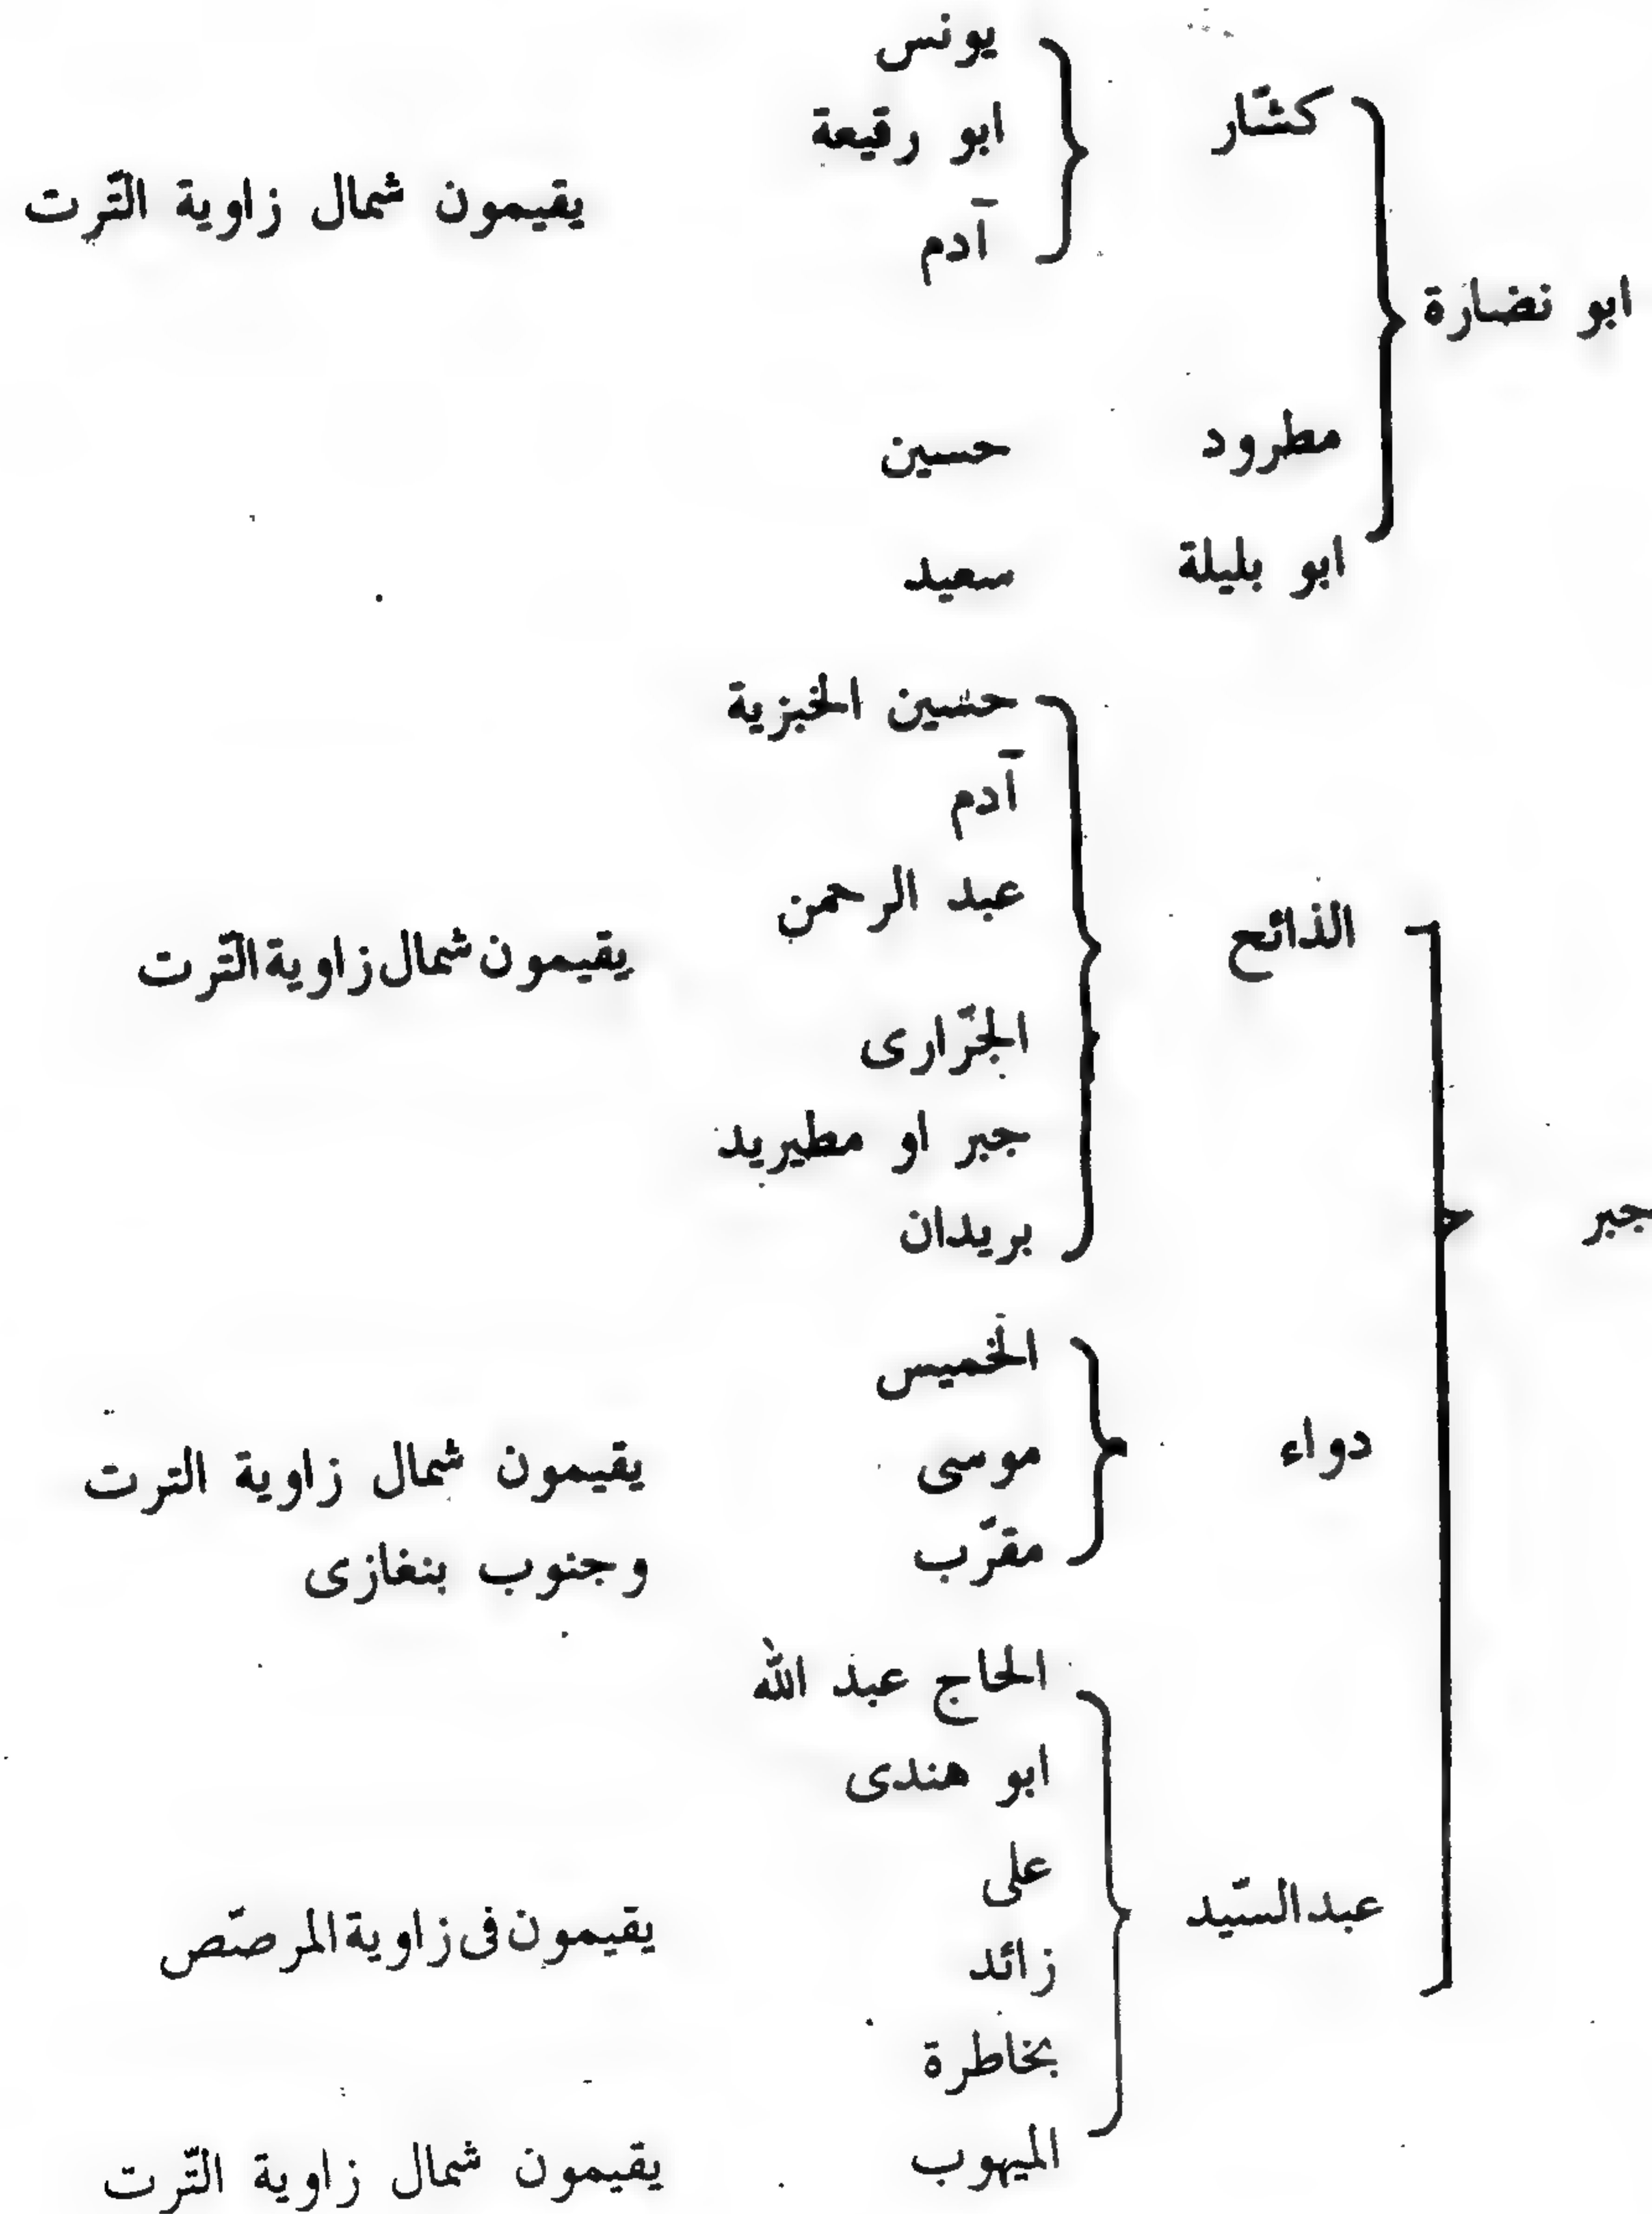 يونس
كشّار
ابو رقيعة
يقيمون شمال زاوية التّرت
آدم
ابو نضارة
مطرود
حسين
ابو بليلة
سعيد
حسين الخبزية
آدم
عبد الرحمن
الذائح
يقيمون شمال زاوية التّرت
الجرّارى
جبر او مطيريد
جبر
بريدان
الخميس
دواء
موسى
يقيمون شمال زاوية الترت
مقرّب
وجنوب بنغازى
الحاج عبد الله
ابو هندى
على
عبد السّيد
يقيمون فى زاوية المرصّص
زائد
بخاطرة
الميهوب
يقيمون شمال زاوية التّرت